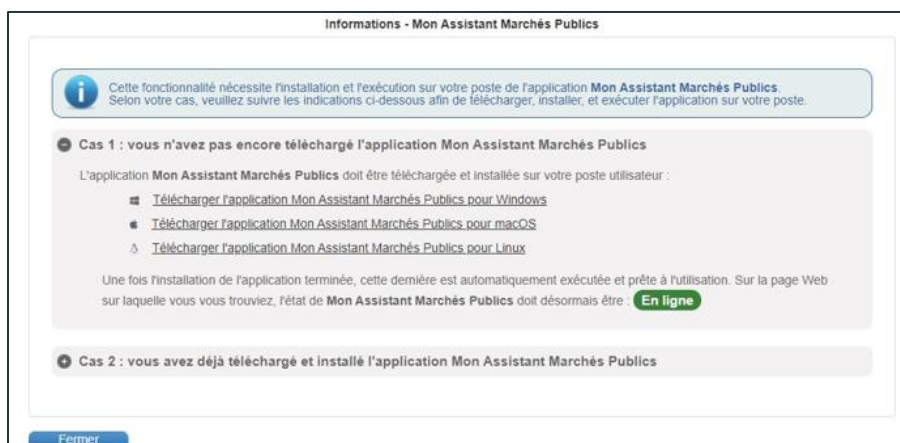 Informations - Mon Assistant Marchés Publics
Cette fonctionnalité nécessite l'installation et l'exécution sur votre poste de l'application Mon Assistant Marchés Publics.
Selon votre cas, veuillez suivre les indications ci-dessous afin de télécharger, installer, et exécuter l'application sur votre poste.
Cas 1 : vous n'avez pas encore téléchargé l'application Mon Assistant Marchés Publics
L'application Mon Assistant Marchés Publics doit être téléchargée et installée sur votre poste utilisateur :
Télécharger l'application Mon Assistant Marchés Publics pour Windows
Télécharger l'application Mon Assistant Marchés Publics pour macOS
Télécharger l'application Mon Assistant Marchés Publics pour Linux
Une fois l'installation de l'application terminée, cette dernière est automatiquement exécutée et prête à l'utilisation. Sur la page Web
sur laquelle vous vous trouviez, l'état de Mon Assistant Marchés Publics doit désormais être : En ligne
Cas 2 : vous avez déjà téléchargé et installé l'application Mon Assistant Marchés Publics
Fermer